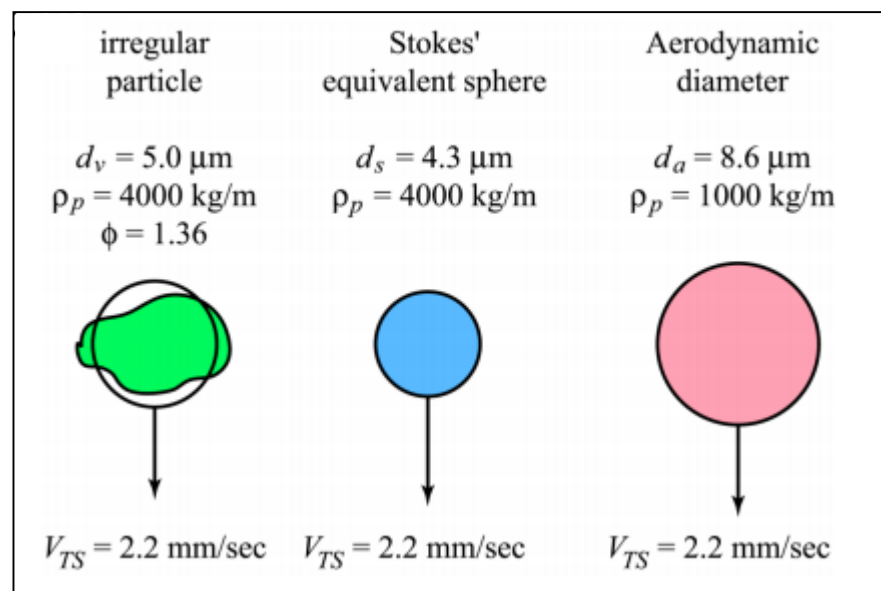 irregular
particle
d_v = 5.0 μm
ρ_p = 4000 kg/m
ϕ = 1.36
V_TS = 2.2 mm/sec
Stokes'
equivalent sphere
d_s = 4.3 μm
ρ_p = 4000 kg/m
V_TS = 2.2 mm/sec
Aerodynamic
diameter
d_a = 8.6 μm
ρ_p = 1000 kg/m
V_TS = 2.2 mm/sec